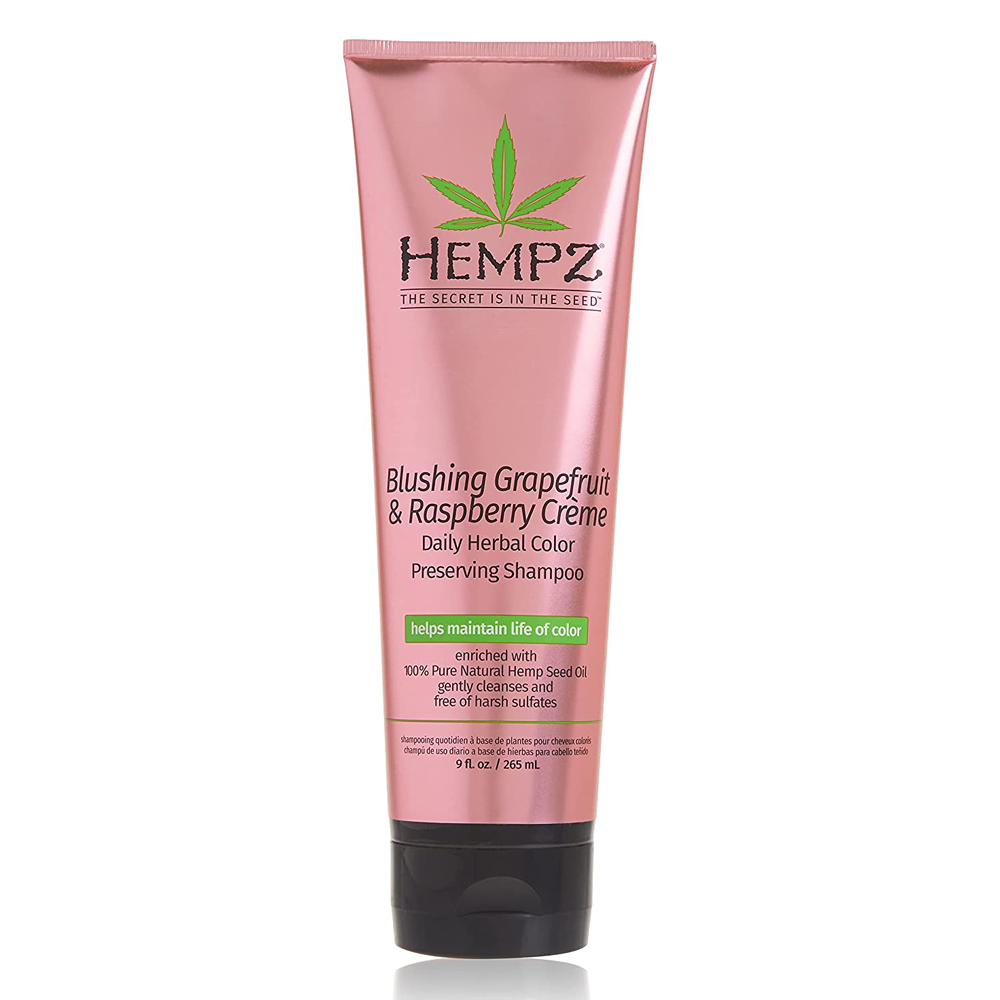 HEMPZ®
THE SECRET IS IN THE SEED™
Blushing Grapefruit
& Raspberry Crème
Daily Herbal Color
Preserving Shampoo
helps maintain life of color
enriched with
100% Pure Natural Hemp Seed Oil
gently cleanses and
free of harsh sulfates
shampooing quotidien à base de plantes pour cheveux colorés
champú de uso diario a base de hierbas para cabello teñido
9 fl. oz. / 265 mL